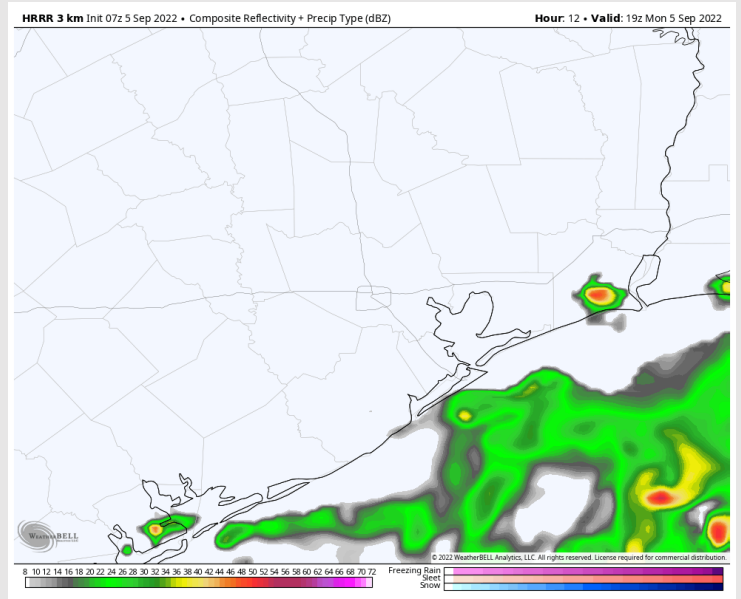 HRRR 3 km Init 07z 5 Sep 2022 • Composite Reflectivity + Precip Type (dBZ)
Hour: 12 • Valid: 19z Mon 5 Sep 2022
WEATHERBELL
© 2022 WeatherBELL Analytics, LLC. All rights reserved. License required for commercial distribution.
8 10 12 14 16 18 20 22 24 26 28 30 32 34 36 38 40 42 44 46 48 50 52 54 56 58 60 62 64 66 68 70 72
Freezing Rain
Sleet
Snow